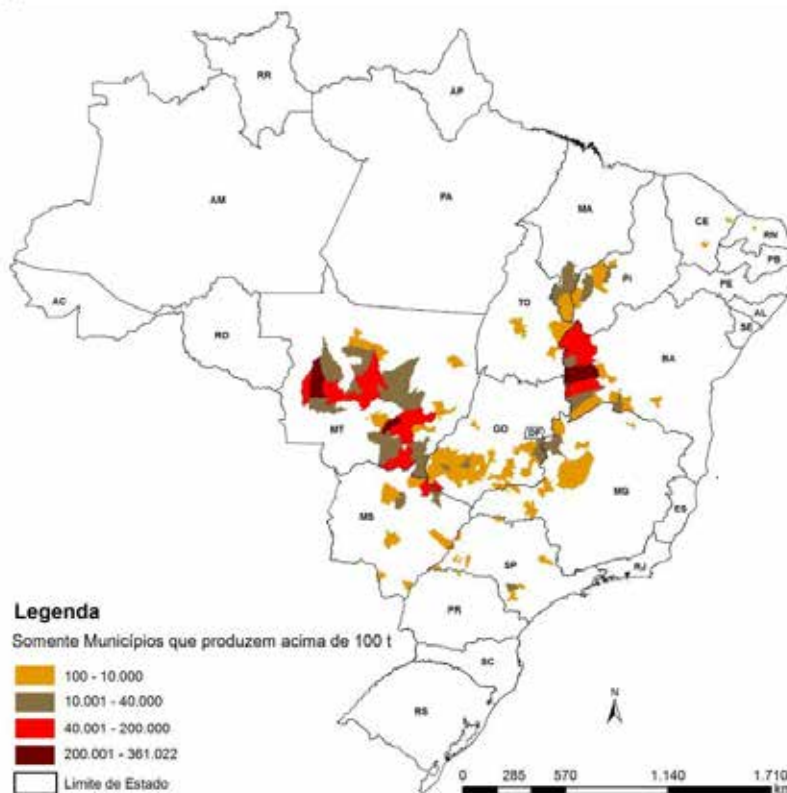 RR
AP
AM
PA
MA
CE
RN
PB
PE
AL
SE
PI
TO
AC
RO
BA
MT
GO
DF
MG
ES
MS
SP
RJ
PR
SC
RS
Legenda
Somente Municípios que produzem acima de 100 t
100 - 10.000
10.001 - 40.000
40.001 - 200.000
200.001 - 361.022
Limite de Estado
N
0 285 570 1.140 1.710
km